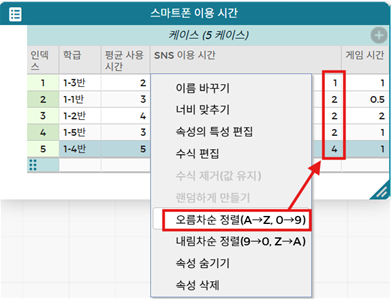 스마트폰 이용 시간
케이스 (5 케이스)
인덱스 학급 평균 사용 시간 SNS 이용 시간 게임 시간
1 1-3반 2 1 1
2 1-1반 3 2 0.5
3 1-2반 4 2 2
4 1-5반 3 2 1
5 1-4반 5 4 1
이름 바꾸기
너비 맞추기
속성의 특성 편집
수식 편집
수식 제거(값 유지)
랜덤하게 만들기
오름차순 정렬(A→Z, 0→9)
내림차순 정렬(9→0, Z→A)
속성 숨기기
속성 삭제